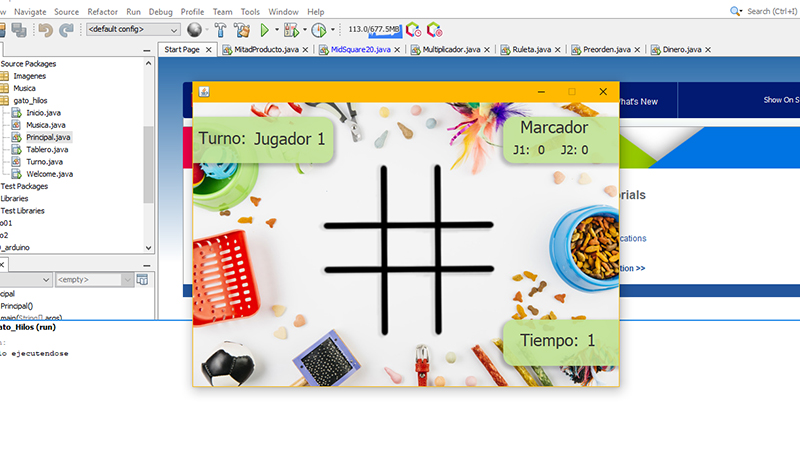 w Navigate Source Refactor Run Debug Profile Team Tools Window Help
Search (Ctrl+I)
<default config>
113.0/677.5MB
Start Page
MitadProducto.java
MidSquare20.java
Multiplicador.java
Ruleta.java
Preorden.java
Dinero.java
Source Packages
Imagenes
Musica
gato_hilos
Inicio.java
Musica.java
Principal.java
Tablero.java
Turno.java
Welcome.java
Test Packages
Libraries
Test Libraries
o01
o2
_arduino
<empty>
cipal
Principal()
main(String[] args)
ato_Hilos (run)
n:
lo ejecutendose
What's New
Show On S
orials
cations
tion >>
Turno: Jugador 1
Marcador
J1: 0 J2: 0
Tiempo: 1